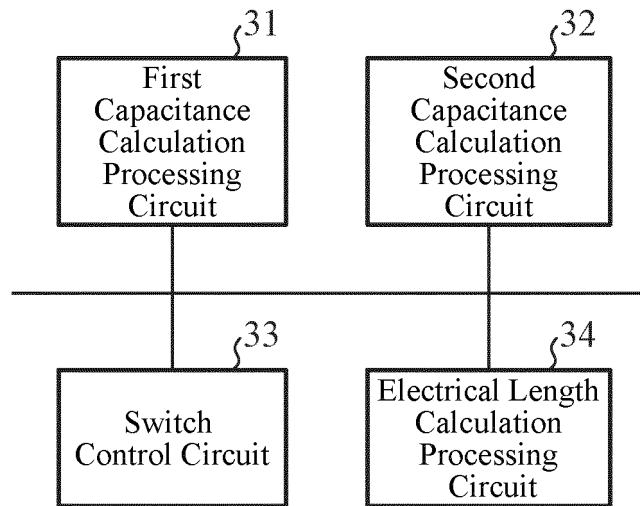 31
First
Capacitance
Calculation
Processing
Circuit
32
Second
Capacitance
Calculation
Processing
Circuit
33
Switch
Control Circuit
34
Electrical Length
Calculation
Processing
Circuit